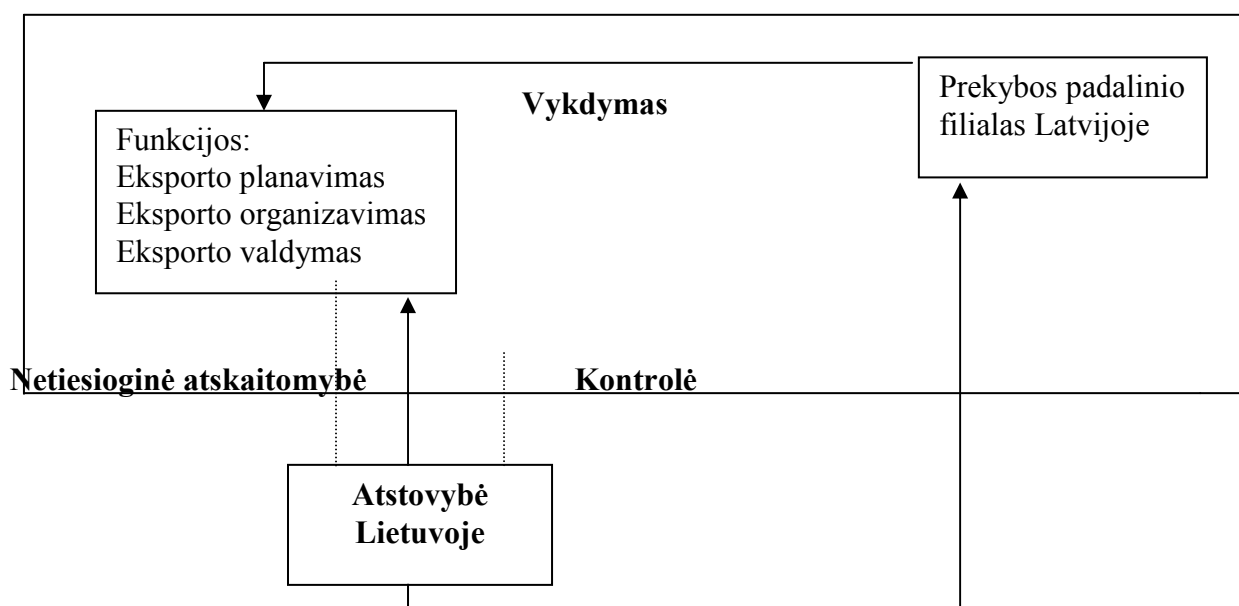 Vykdymas
Prekybos padalinio
filialas Latvijoje
Funkcijos:
Eksporto planavimas
Eksporto organizavimas
Eksporto valdymas
Netiesioginė atskaitomybė
Kontrolė
Atstovybė
Lietuvoje